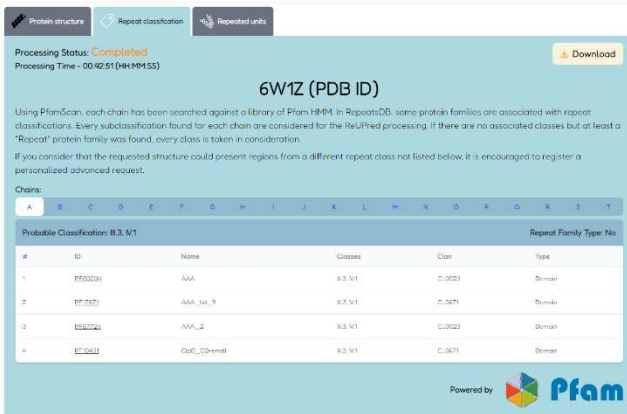 Protein structure
Repeat classifcation
Repeated units
Processing Status: Completed
Download
Processing Time - 00:42:51 (HH:MM:SS)
6W1Z (PDB ID)
Using PfamScan, each chain has been searched against a library of Pfam HMM. In RepeatsDB, some protein families are associated with repeat
classifications. Every subclassification found for each chain are considered for the ReUPred processing. If there are no associated classes but at least a
"Repeat" protein family was found, every class is taken in consideration.
If you consider that the requested structure could present regions from a different repeat class not listed below, it is encouraged to register a
personalized advanced request.
Chains:
A B C D E F G H I J K L M N O P Q R S T
Probable Classification: III.3, IV.1 Repeat Family Type: No
# ID Name Classes Clan Type
1 PF00004 AAA III.3, IV.1 CL0023 Domain
2 PF17871 AAA_lid_9 III.3, IV.1 CL0671 Domain
3 PF07724 AAA_2 III.3, IV.1 CL0023 Domain
4 PF10431 ClpB_D2-small III.3, IV.1 CL0671 Domain
Powered by Pfam